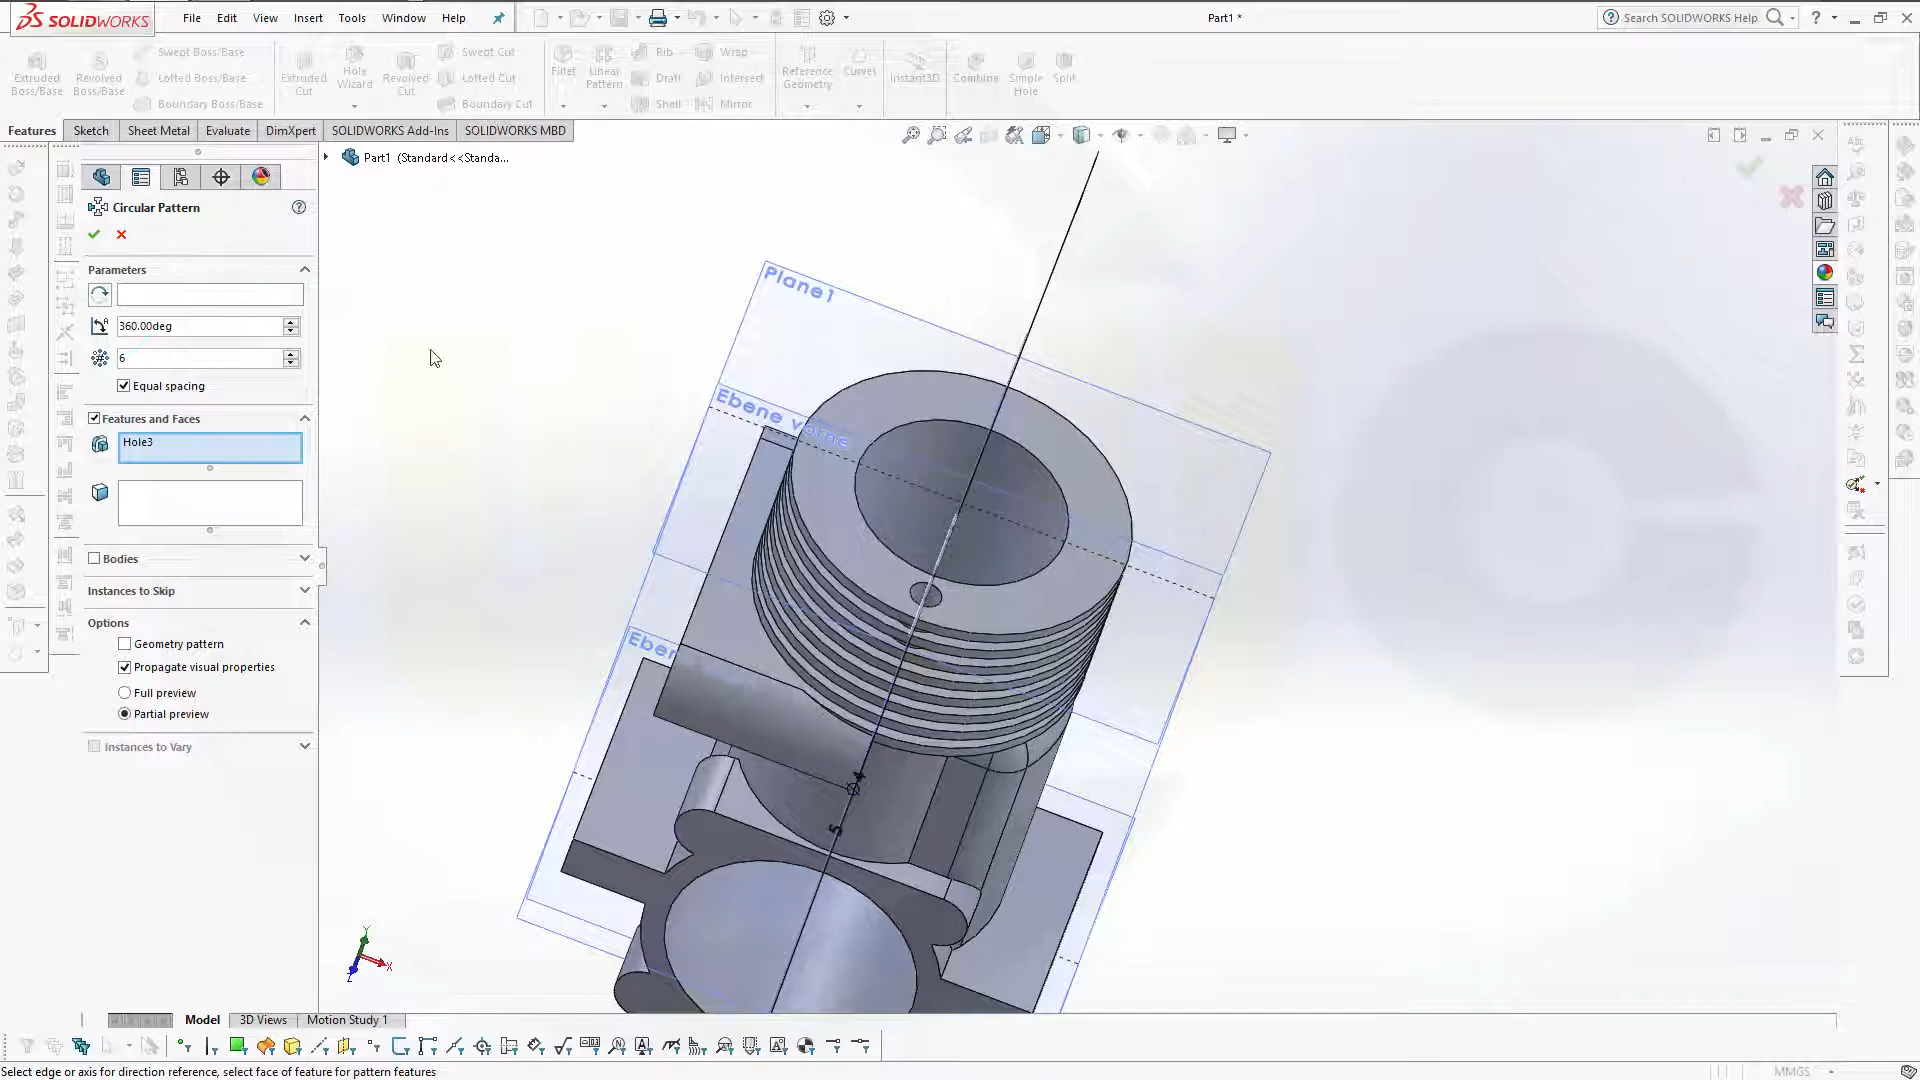 SOLIDWORKS
File Edit View Insert Tools Window Help
Part1 *
Search SOLIDWORKS Help
Extruded Boss/Base
Revolved Boss/Base
Swept Boss/Base
Lofted Boss/Base
Boundary Boss/Base
Extruded Cut
Hole Wizard
Revolved Cut
Swept Cut
Lofted Cut
Boundary Cut
Fillet
Linear Pattern
Rib
Draft
Shell
Wrap
Intersect
Mirror
Reference Geometry
Curves
Instant3D
Combine
Simple Hole
Split
Features Sketch Sheet Metal Evaluate DimXpert SOLIDWORKS Add-Ins SOLIDWORKS MBD
Part1 (Standard<<Standa...
Circular Pattern
Parameters
360.00deg
6
Equal spacing
Features and Faces
Hole3
Bodies
Instances to Skip
Options
Geometry pattern
Propagate visual properties
Full preview
Partial preview
Instances to Vary
Plane1
Ebene vorne
Eben
Y
X
Z
Model 3D Views Motion Study 1
Select edge or axis for direction reference, select face of feature for pattern features
MMGS